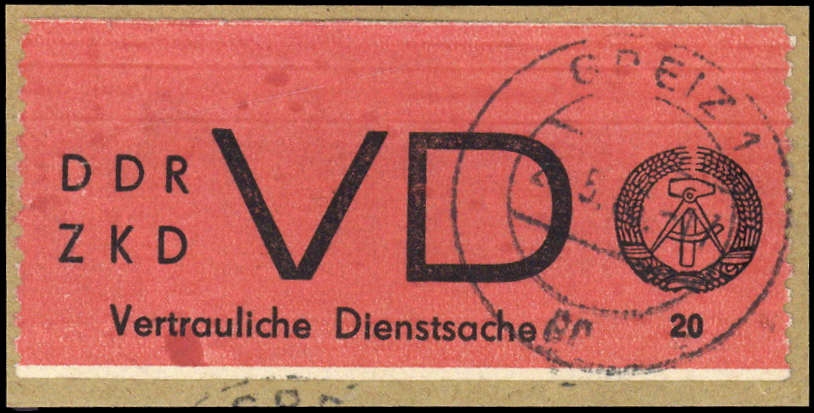 GREIZ 1
DDR
ZKD
VD
Vertrauliche Dienstsache
20